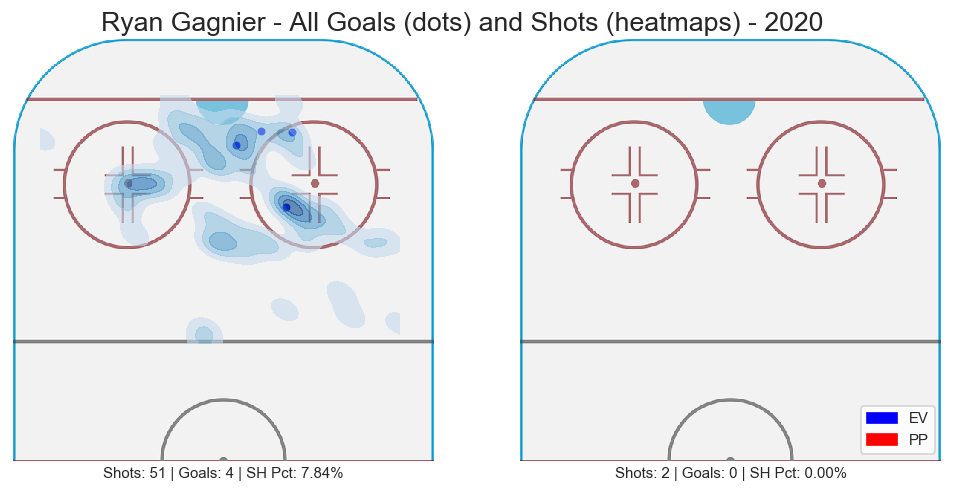 Ryan Gagnier - All Goals (dots) and Shots (heatmaps) - 2020
EV
PP
Shots: 51 | Goals: 4 | SH Pct: 7.84%
Shots: 2 | Goals: 0 | SH Pct: 0.00%